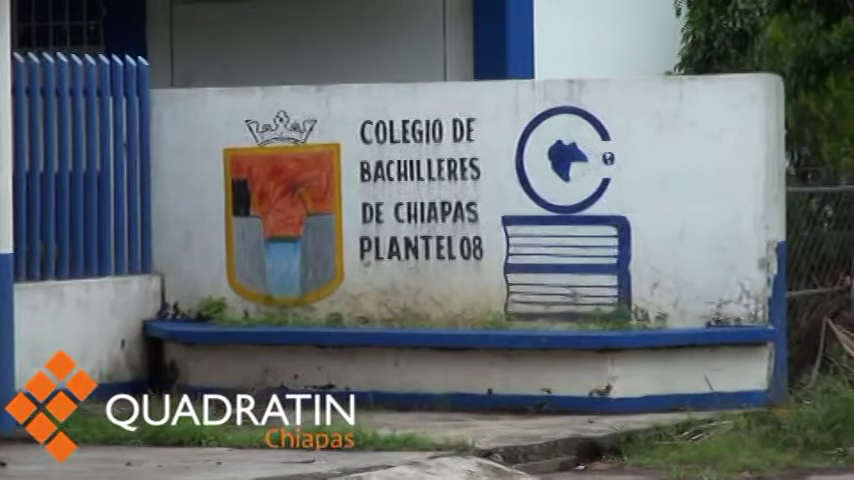 COLEGIO DE
BACHILLERES
DE CHIAPAS
PLANTEL 08
QUADRATIN
Chiapas